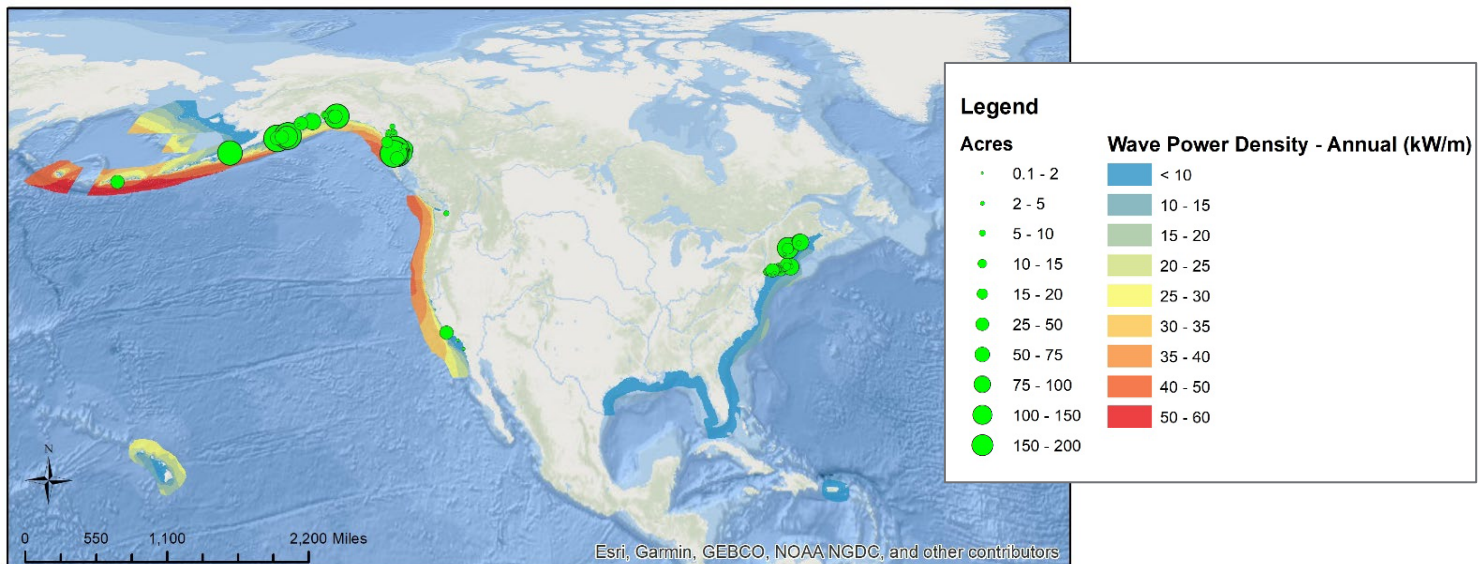 Legend
Acres
0.1 - 2
2 - 5
5 - 10
10 - 15
15 - 20
25 - 50
50 - 75
75 - 100
100 - 150
150 - 200
Wave Power Density - Annual (kW/m)
< 10
10 - 15
15 - 20
20 - 25
25 - 30
30 - 35
35 - 40
40 - 50
50 - 60
N
0 550 1,100 2,200 Miles
Esri, Garmin, GEBCO, NOAA NGDC, and other contributors